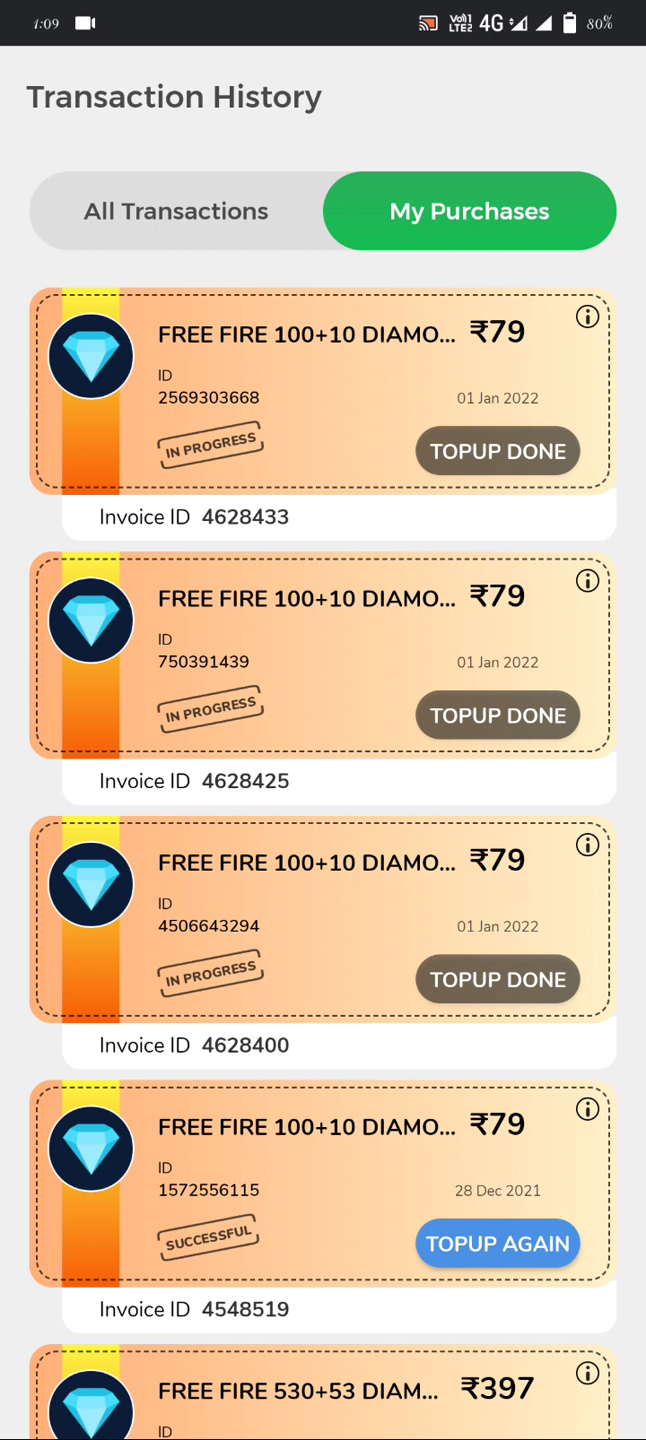 1:09 Vo))1 LTE2 4G 80%
Transaction History
All Transactions My Purchases
FREE FIRE 100+10 DIAMO... ₹79
ID
2569303668 01 Jan 2022
IN PROGRESS TOPUP DONE
Invoice ID 4628433
FREE FIRE 100+10 DIAMO... ₹79
ID
750391439 01 Jan 2022
IN PROGRESS TOPUP DONE
Invoice ID 4628425
FREE FIRE 100+10 DIAMO... ₹79
ID
4506643294 01 Jan 2022
IN PROGRESS TOPUP DONE
Invoice ID 4628400
FREE FIRE 100+10 DIAMO... ₹79
ID
1572556115 28 Dec 2021
SUCCESSFUL TOPUP AGAIN
Invoice ID 4548519
FREE FIRE 530+53 DIAM... ₹397
ID